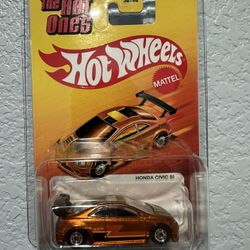 THE HOT
ONES
HOT WHEELS
MATTEL
HONDA CIVIC SI